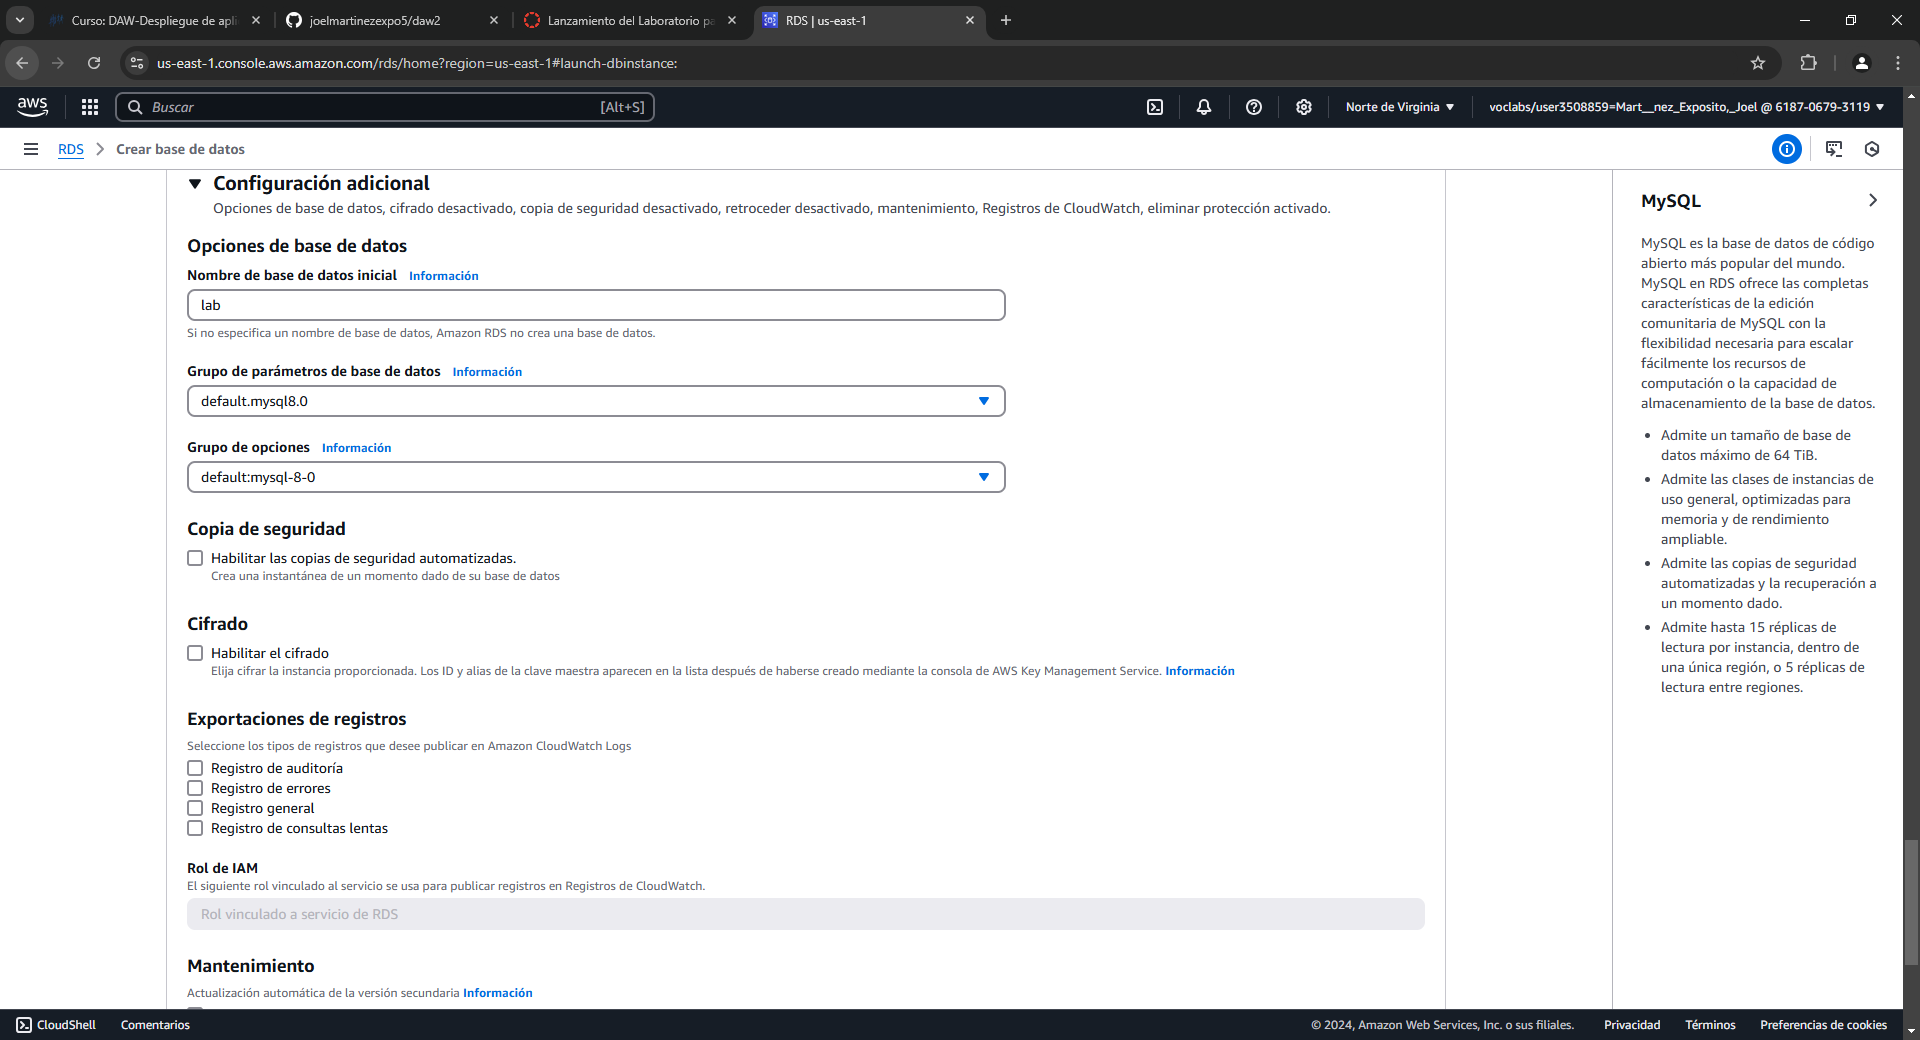 Curso: DAW-Despliegue de apli
joelmartinezexpo5/daw2
Lanzamiento del Laboratorio pa
RDS | us-east-1
us-east-1.console.aws.amazon.com/rds/home?region=us-east-1#launch-dbinstance:
aws
Buscar
[Alt+S]
Norte de Virginia
voclabs/user3508859=Mart__nez_Exposito,_Joel @ 6187-0679-3119
RDS
Crear base de datos
Configuración adicional
Opciones de base de datos, cifrado desactivado, copia de seguridad desactivado, retroceder desactivado, mantenimiento, Registros de CloudWatch, eliminar protección activado.
Opciones de base de datos
Nombre de base de datos inicial Información
lab
Si no especifica un nombre de base de datos, Amazon RDS no crea una base de datos.
Grupo de parámetros de base de datos Información
default.mysql8.0
Grupo de opciones Información
default:mysql-8-0
Copia de seguridad
Habilitar las copias de seguridad automatizadas.
Crea una instantánea de un momento dado de su base de datos
Cifrado
Habilitar el cifrado
Elija cifrar la instancia proporcionada. Los ID y alias de la clave maestra aparecen en la lista después de haberse creado mediante la consola de AWS Key Management Service. Información
Exportaciones de registros
Seleccione los tipos de registros que desee publicar en Amazon CloudWatch Logs
Registro de auditoría
Registro de errores
Registro general
Registro de consultas lentas
Rol de IAM
El siguiente rol vinculado al servicio se usa para publicar registros en Registros de CloudWatch.
Rol vinculado a servicio de RDS
Mantenimiento
Actualización automática de la versión secundaria Información
MySQL
MySQL es la base de datos de código
abierto más popular del mundo.
MySQL en RDS ofrece las completas
características de la edición
comunitaria de MySQL con la
flexibilidad necesaria para escalar
fácilmente los recursos de
computación o la capacidad de
almacenamiento de la base de datos.
• Admite un tamaño de base de
datos máximo de 64 TiB.
• Admite las clases de instancias de
uso general, optimizadas para
memoria y de rendimiento
ampliable.
• Admite las copias de seguridad
automatizadas y la recuperación a
un momento dado.
• Admite hasta 15 réplicas de
lectura por instancia, dentro de
una única región, o 5 réplicas de
lectura entre regiones.
CloudShell
Comentarios
© 2024, Amazon Web Services, Inc. o sus filiales.
Privacidad
Términos
Preferencias de cookies